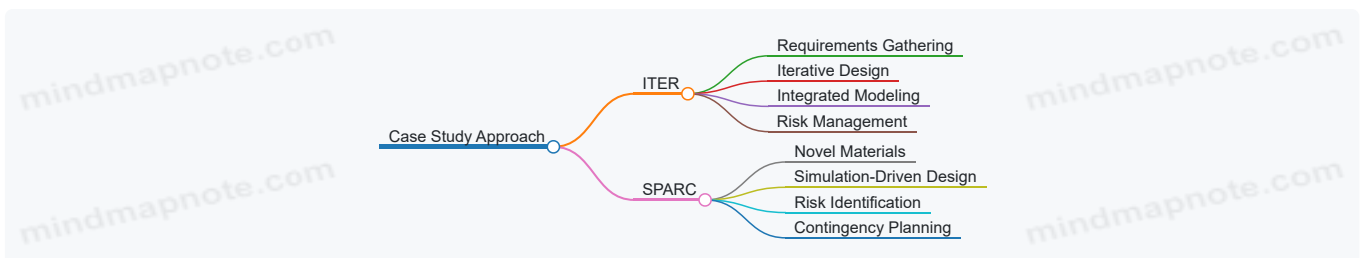 mindmapnote.com
mindmapnote.com
Case Study Approach
ITER
Requirements Gathering
Iterative Design
Integrated Modeling
Risk Management
SPARC
Novel Materials
Simulation-Driven Design
Risk Identification
Contingency Planning
mindmapnote.com
mindmapnote.com